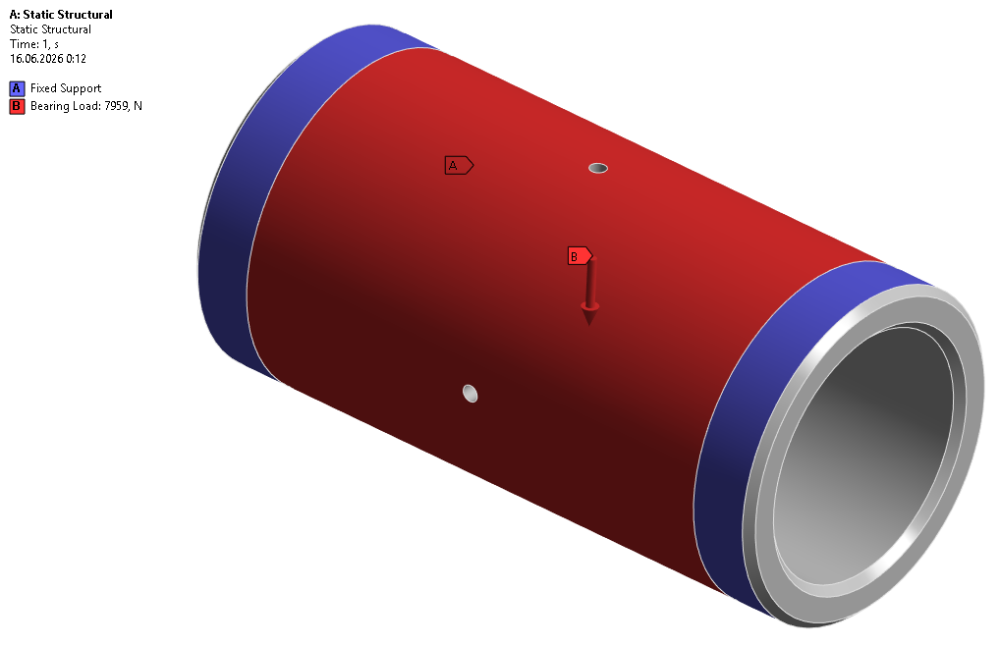 A: Static Structural
Static Structural
Time: 1, s
16.06.2026 0:12
A Fixed Support
B Bearing Load: 7959, N
A
B